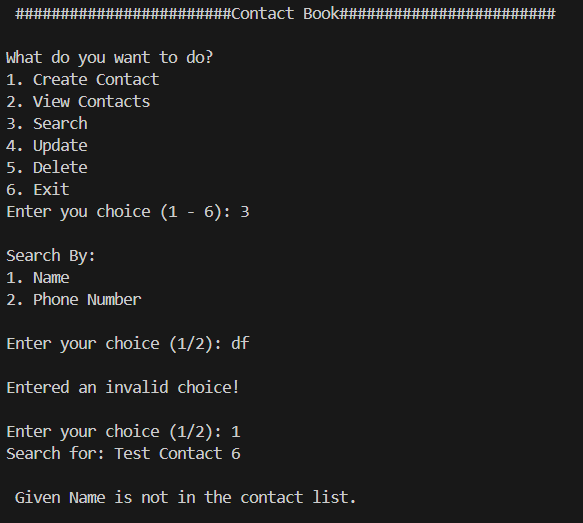 ########################Contact Book########################
What do you want to do?
1. Create Contact
2. View Contacts
3. Search
4. Update
5. Delete
6. Exit
Enter you choice (1 - 6): 3
Search By:
1. Name
2. Phone Number
Enter your choice (1/2): df
Entered an invalid choice!
Enter your choice (1/2): 1
Search for: Test Contact 6
Given Name is not in the contact list.